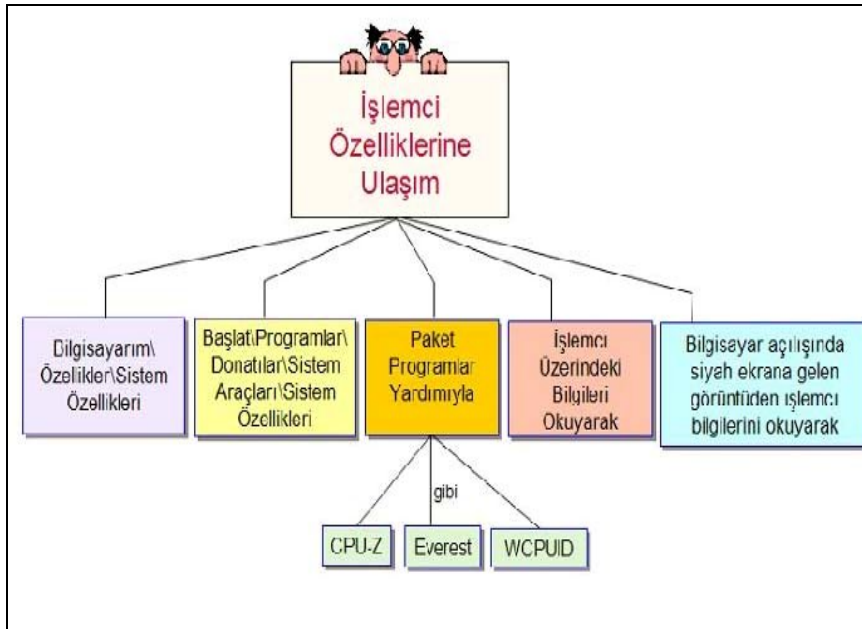 İşlemci
Özelliklerine
Ulaşım
Bilgisayarım\
Özellikler\Sistem
Özellikleri
Başlat\Programlar\
Donatılar\Sistem
Araçları\Sistem
Özellikleri
Paket
Programlar
Yardımıyla
İşlemci
Üzerindeki
Bilgileri
Okuyarak
Bilgisayar açılışında
siyah ekrana gelen
görüntüden işlemci
bilgilerini okuyarak
gibi
CPU-Z
Everest
WCPUID